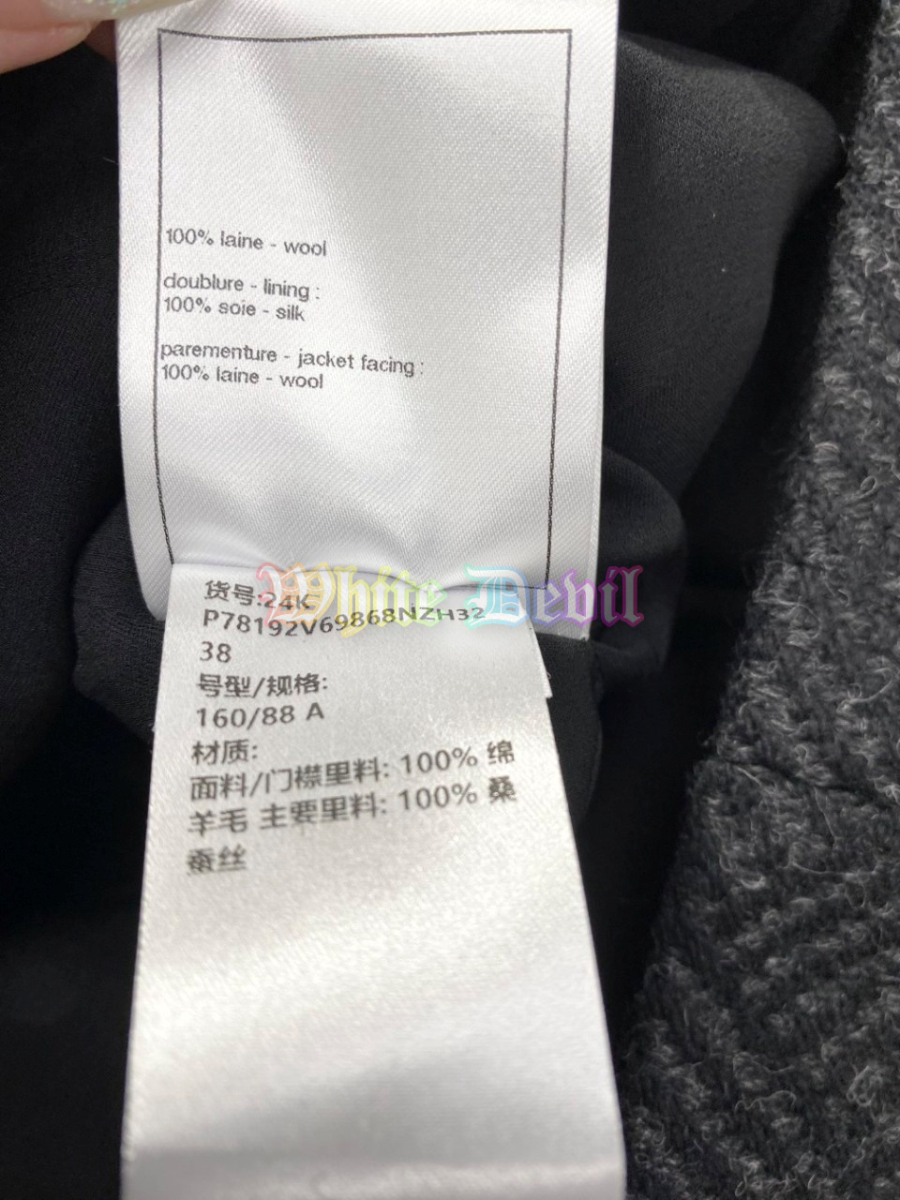 100% laine - wool
doublure - lining :
100% soie - silk
parementure - jacket facing :
100% laine - wool
货号:24K
White Devil
P78192V69868NZH32
38
号型/规格:
160/88 A
材质:
面料/门襟里料: 100% 绵
羊毛 主要里料: 100% 桑
蚕丝